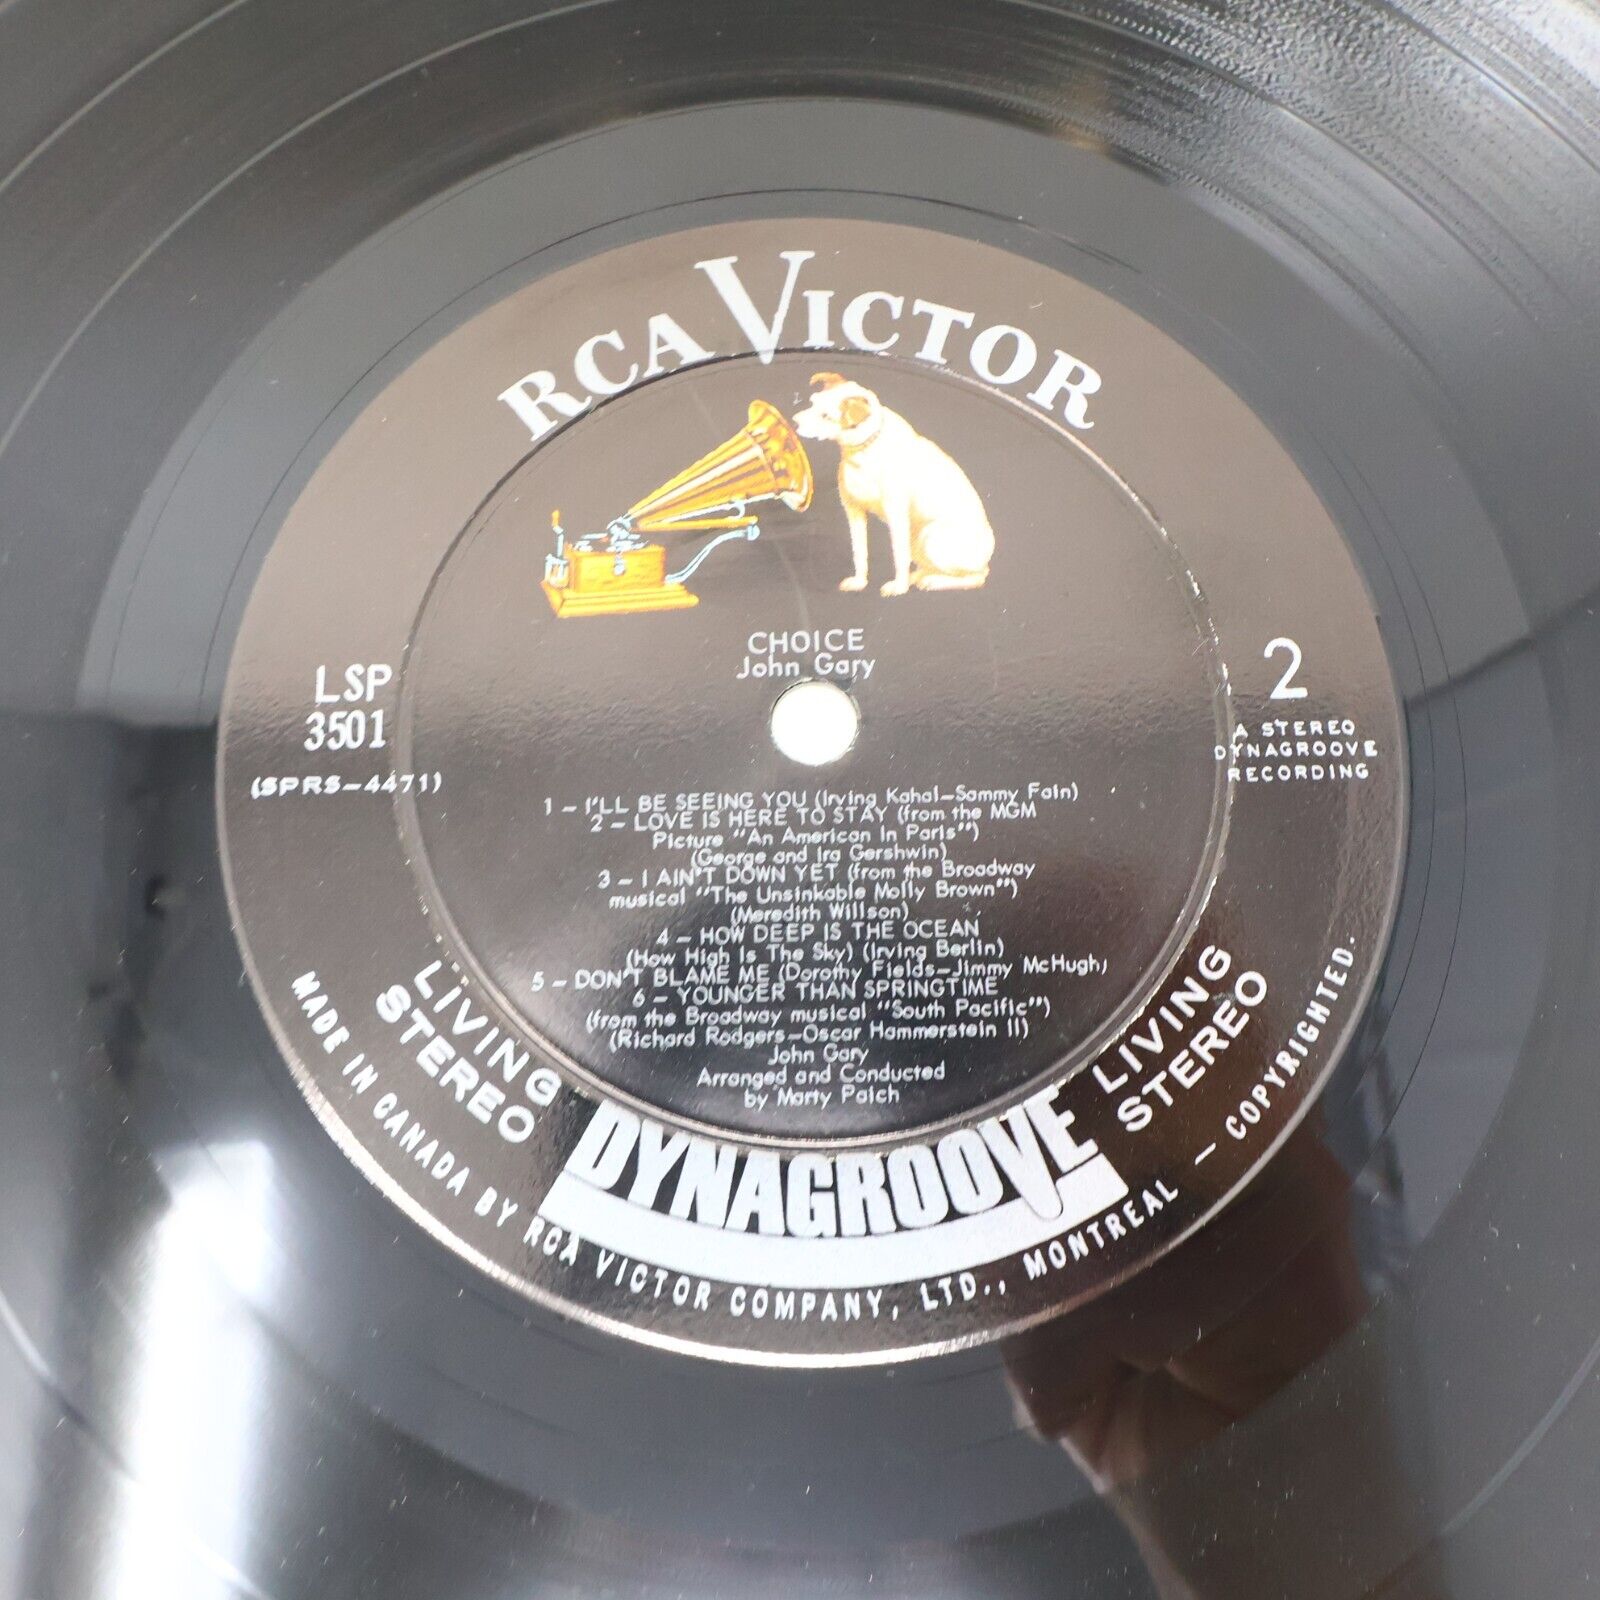 RCA VICTOR
CHOICE
John Gary
LSP
3501
(SPRS-4471)
2
A STEREO
DYNAGROOVE
RECORDING
1 - I'LL BE SEEING YOU (Irving Kahal-Sammy Fain)
2 - LOVE IS HERE TO STAY (from the MGM
Picture "An American In Paris")
(George and Ira Gershwin)
3 - I AIN'T DOWN YET (from the Broadway
musical "The Unsinkable Molly Brown")
(Meredith Willson)
4 - HOW DEEP IS THE OCEAN
(How High Is The Sky) (Irving Berlin)
5 - DON'T BLAME ME (Dorothy Fields-Jimmy McHugh)
6 - YOUNGER THAN SPRINGTIME
(from the Broadway musical "South Pacific")
(Richard Rodgers-Oscar Hammerstein II)
John Gary
Arranged and Conducted
by Marty Paich
LIVING
STEREO
DYNAGROOVE
LIVING
STEREO
MADE IN CANADA BY RCA VICTOR COMPANY, LTD., MONTREAL - COPYRIGHTED.